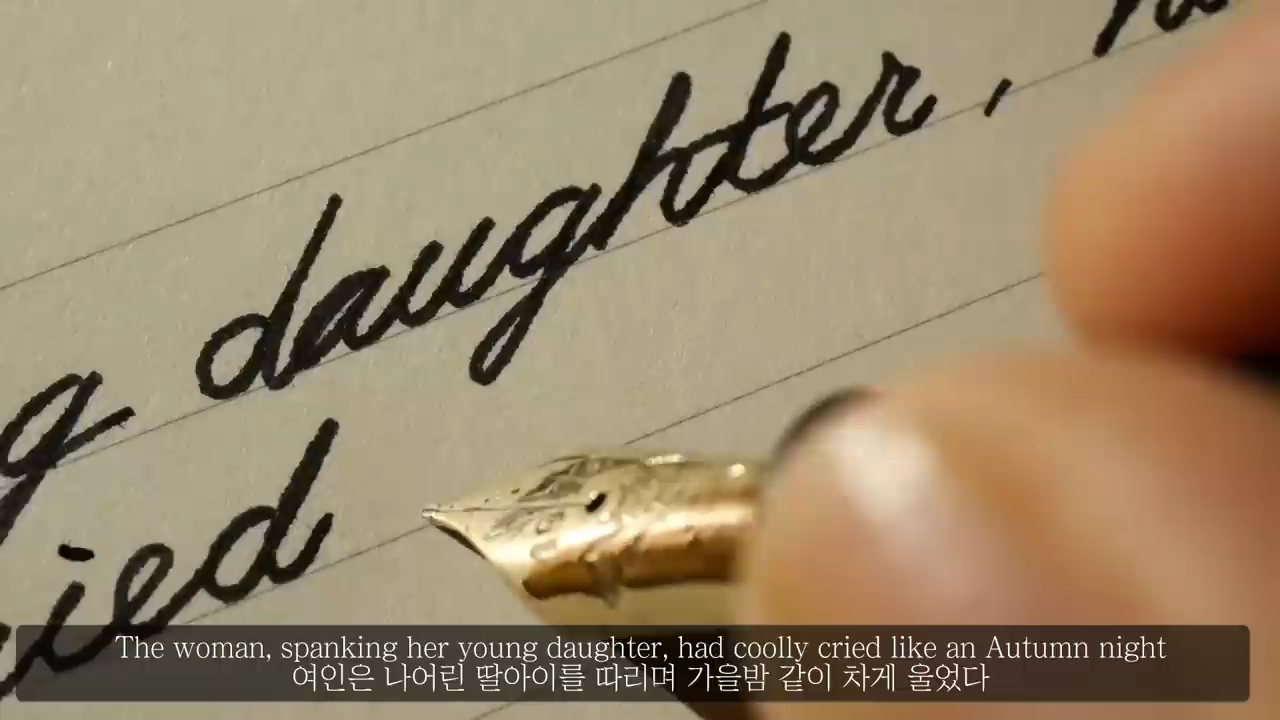 g daughter,
ied
The woman, spanking her young daughter, had coolly cried like an Autumn night
여인은 나어린 딸아이를 따리며 가을밤 같이 차게 울었다